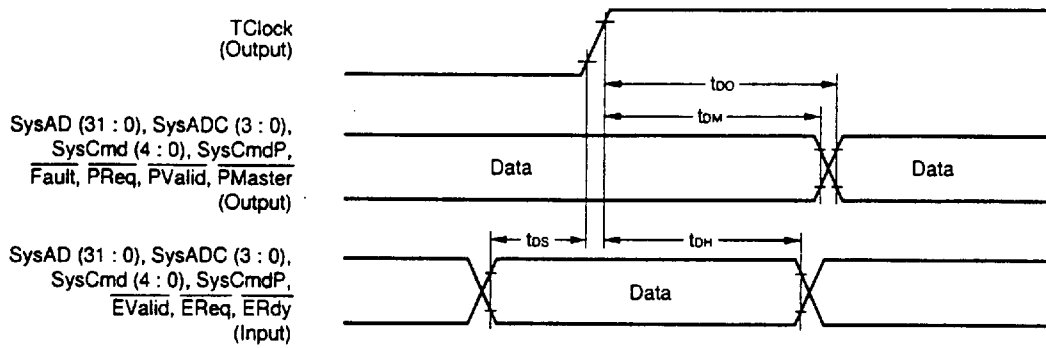 TClock
(Output)
tDO
tDM
SysAD (31 : 0), SysADC (3 : 0),
SysCmd (4 : 0), SysCmdP,
Fault, PReq, PValid, PMaster
(Output)
Data
Data
tDS
tDH
SysAD (31 : 0), SysADC (3 : 0),
SysCmd (4 : 0), SysCmdP,
EValid, EReq, ERdy
(Input)
Data